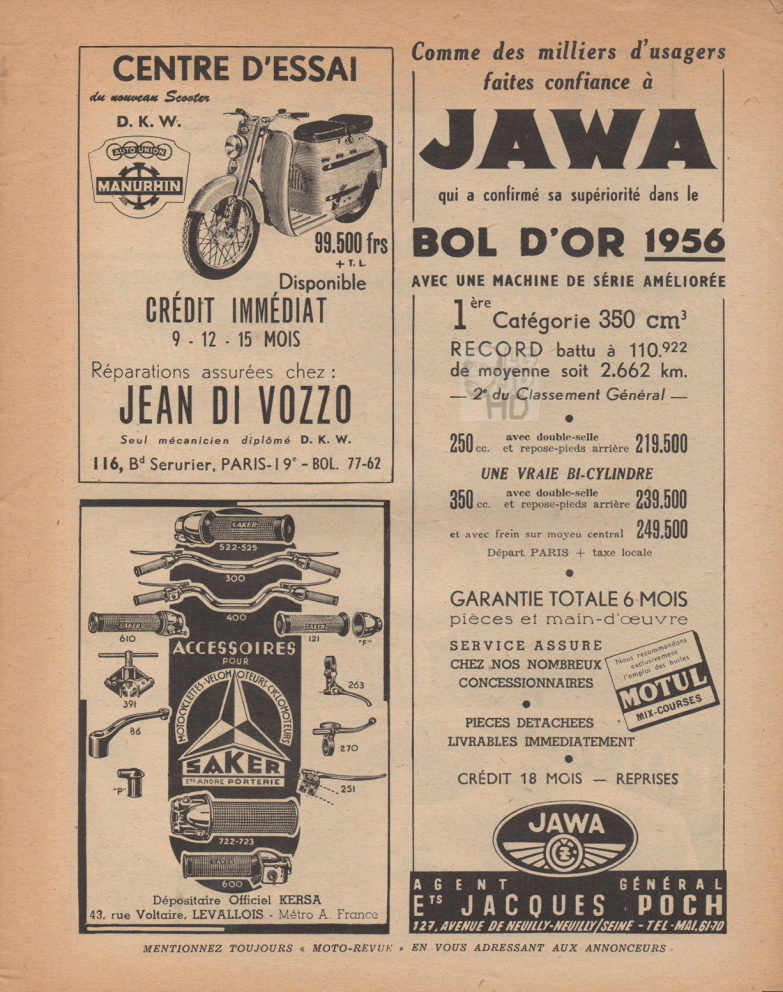 CENTRE D'ESSAI
du nouveau Scooter
D. K. W.
AUTO UNION
MANURHIN
99.500 frs
+ T. L.
Disponible
CRÉDIT IMMÉDIAT
9 - 12 - 15 MOIS
Réparations assurées chez :
JEAN DI VOZZO
Seul mécanicien diplômé D. K. W.
116, Bd Serurier, PARIS-19e - BOL. 77-62
SAKER
522-525
300
400
610
SAKER
121
"F"
ACCESSOIRES
POUR
MOTOCYCLETTES-VELOMOTEURS-CYCLOMOTEURS
391
263
86
270
SAKER
ETS ANDRE PORTERIE
"P"
251
722-723
SAKER
600
Dépositaire Officiel KERSA
43, rue Voltaire, LEVALLOIS - Métro A. France
Comme des milliers d'usagers
faites confiance à
JAWA
qui a confirmé sa supériorité dans le
BOL D'OR 1956
AVEC UNE MACHINE DE SÉRIE AMÉLIORÉE
1ère Catégorie 350 cm³
RECORD battu à 110.922
de moyenne soit 2.662 km.
— 2e du Classement Général —
HD
250 cc. avec double-selle et repose-pieds arrière 219.500
UNE VRAIE BI-CYLINDRE
350 cc. avec double-selle et repose-pieds arrière 239.500
et avec frein sur moyeu central 249.500
Départ PARIS + taxe locale
GARANTIE TOTALE 6 MOIS
pièces et main-d'œuvre
SERVICE ASSURE
CHEZ NOS NOMBREUX
CONCESSIONNAIRES
Nous recommandons
exclusivement
l'emploi des huiles
MOTUL
MIX-COURSES
PIECES DETACHEES
LIVRABLES IMMEDIATEMENT
CRÉDIT 18 MOIS — REPRISES
JAWA
AGENT GÉNÉRAL
Ets JACQUES POCH
127, AVENUE DE NEUILLY-NEUILLY/SEINE - TEL-MAI.61-70
MENTIONNEZ TOUJOURS « MOTO-REVUE » EN VOUS ADRESSANT AUX ANNONCEURS